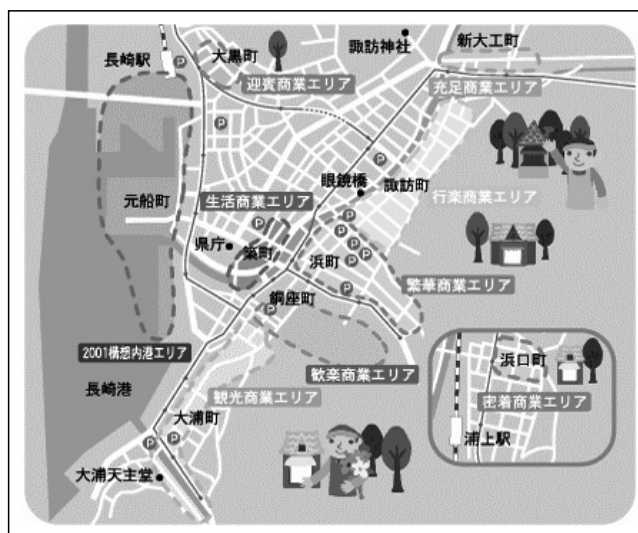 長崎駅
大黒町
諏訪神社
新大工町
迎賓商業エリア
充足商業エリア
P
P
P
P
眼鏡橋
諏訪町
元船町
生活商業エリア
行楽商業エリア
P
P
P
P
P
P
県庁
築町
浜町
繁華商業エリア
P
銅座町
P
2001構想内港エリア
歓楽商業エリア
浜口町
長崎港
観光商業エリア
密着商業エリア
大浦町
浦上駅
P
P
大浦天主堂